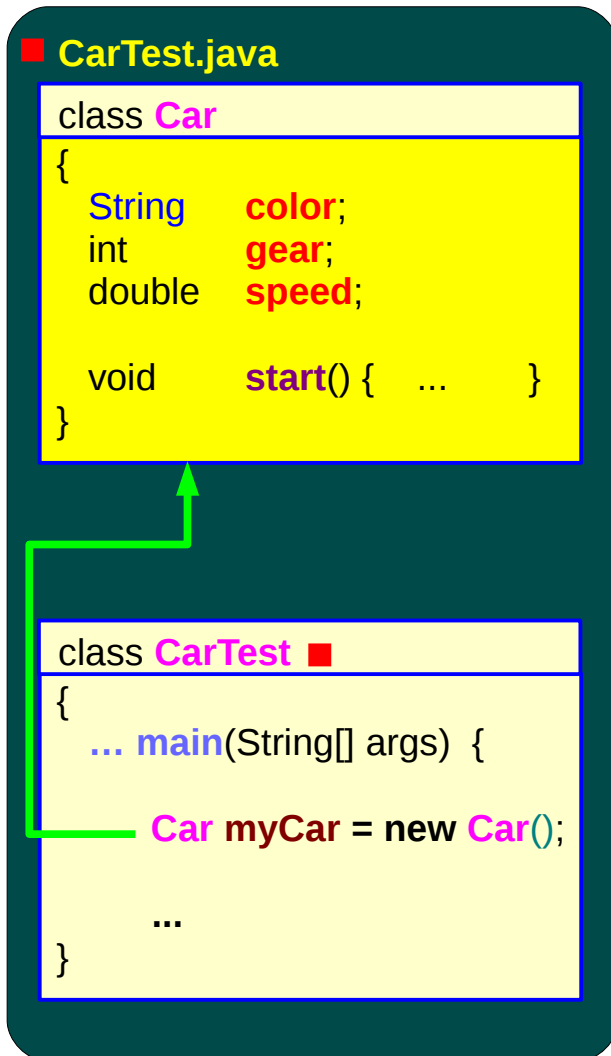 CarTest.java
class Car
{
String color;
int gear;
double speed;
void start() { ... }
}
class CarTest
{
... main(String[] args) {
Car myCar = new Car();
...
}